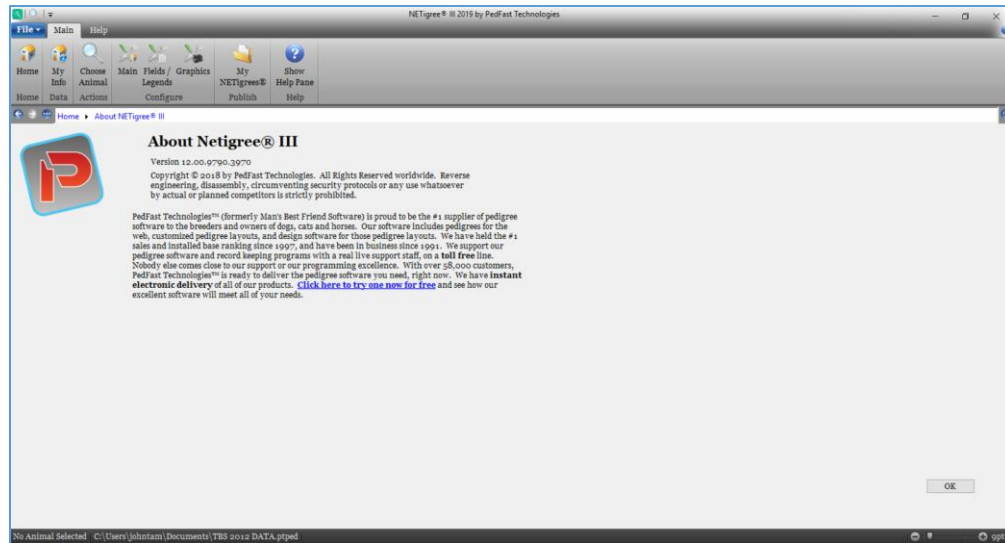 NETigree® III 2019 by PedFast Technologies
File Main Help
Home My Info Choose Animal Main Fields / Legends Graphics My NETigrees® Show Help Pane
Home Data Actions Configure Publish Help
Home About NETigree® III
About Netigree® III
Version 12.00.9790.3970
Copyright © 2018 by PedFast Technologies. All Rights Reserved worldwide. Reverse
engineering, disassembly, circumventing security protocols or any use whatsoever
by actual or planned competitors is strictly prohibited.
PedFast Technologies™ (formerly Man's Best Friend Software) is proud to be the #1 supplier of pedigree
software to the breeders and owners of dogs, cats and horses. Our software includes pedigrees for the
web, customized pedigree layouts, and design software for those pedigree layouts. We have held the #1
sales and installed base ranking since 1997, and have been in business since 1991. We support our
pedigree software and record keeping programs with a real live support staff, on a toll free line.
Nobody else comes close to our support or our programming excellence. With over 58,000 customers,
PedFast Technologies™ is ready to deliver the pedigree software you need, right now. We have instant
electronic delivery of all of our products. Click here to try one now for free and see how our
excellent software will meet all of your needs.
OK
No Animal Selected C:\Users\johntam\Documents\TBS 2012 DATA.ptped